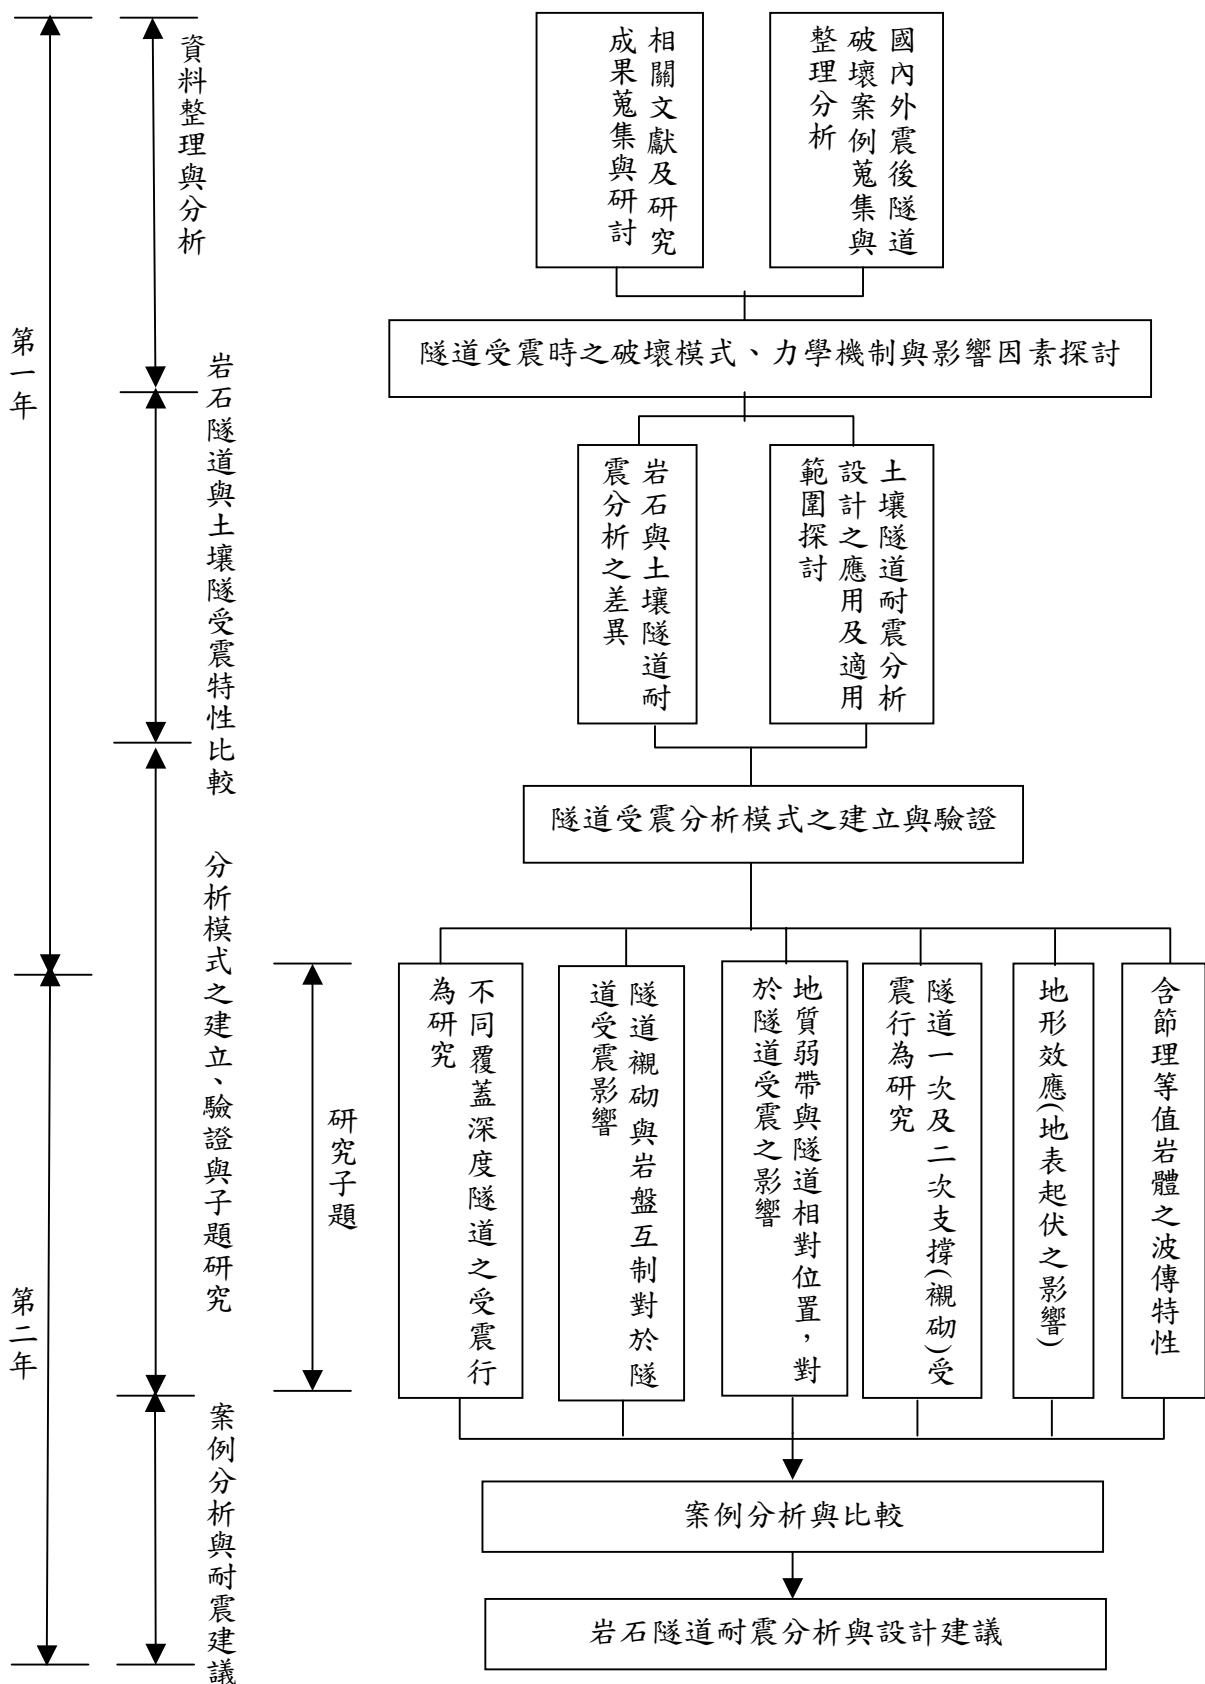 第一年
第二年
資料整理與分析
岩石隧道與土壤隧受震特性比較
分析模式之建立、驗證與子題研究
案例分析與耐震建議
研究子題
相關文獻及研究
成果蒐集與研討
國內外震後隧道
破壞案例蒐集與
整理分析
隧道受震時之破壞模式、力學機制與影響因素探討
岩石與土壤隧道耐
震分析之差異
土壤隧道耐震分析
設計之應用及適用
範圍探討
隧道受震分析模式之建立與驗證
不同覆蓋深度隧道之受震行
為研究
隧道襯砌與岩盤互制對於隧
道受震影響
地質弱帶與隧道相對位置，對
於隧道受震之影響
隧道一次及二次支撐(襯砌)受
震行為研究
地形效應(地表起伏之影響)
含節理等值岩體之波傳特性
案例分析與比較
岩石隧道耐震分析與設計建議